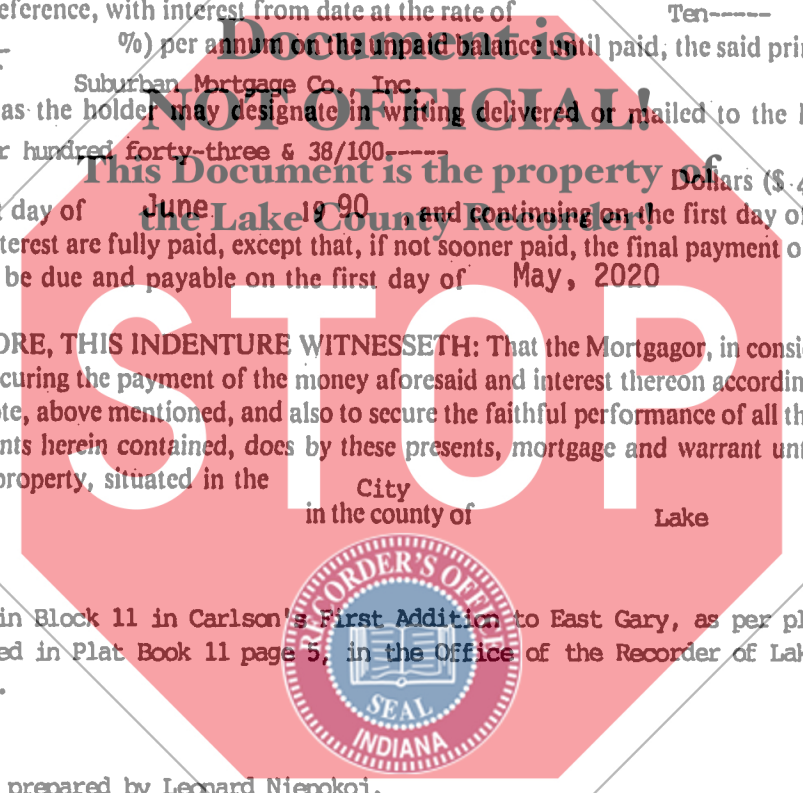 eference, with interest from date at the rate of Ten-----
%) per annum on the unpaid balance until paid, the said prin
Document is
Suburban Mortgage Co., Inc.
as the holder may designate in writing delivered or mailed to the
NOT OFFICIAL!
r hundred forty-three & 38/100-----
This Document is the property of
Dollars ($ 4
day of June 19 90 , and continuing on the first day of
the Lake County Recorder!
terest are fully paid, except that, if not sooner paid, the final payment o
be due and payable on the first day of May, 2020
STOP
ORE, THIS INDENTURE WITNESSETH: That the Mortgagor, in consi
curing the payment of the money aforesaid and interest thereon accordin
te, above mentioned, and also to secure the faithful performance of all th
nts herein contained, does by these presents, mortgage and warrant unt
property, situated in the City
in the county of Lake
RECORDER'S OFFICE
in Block 11 in Carlson's First Addition to East Gary, as per pl
ed in Plat Book 11 page 5, in the Office of the Recorder of Lak
SEAL
INDIANA
prepared by Leonard ​